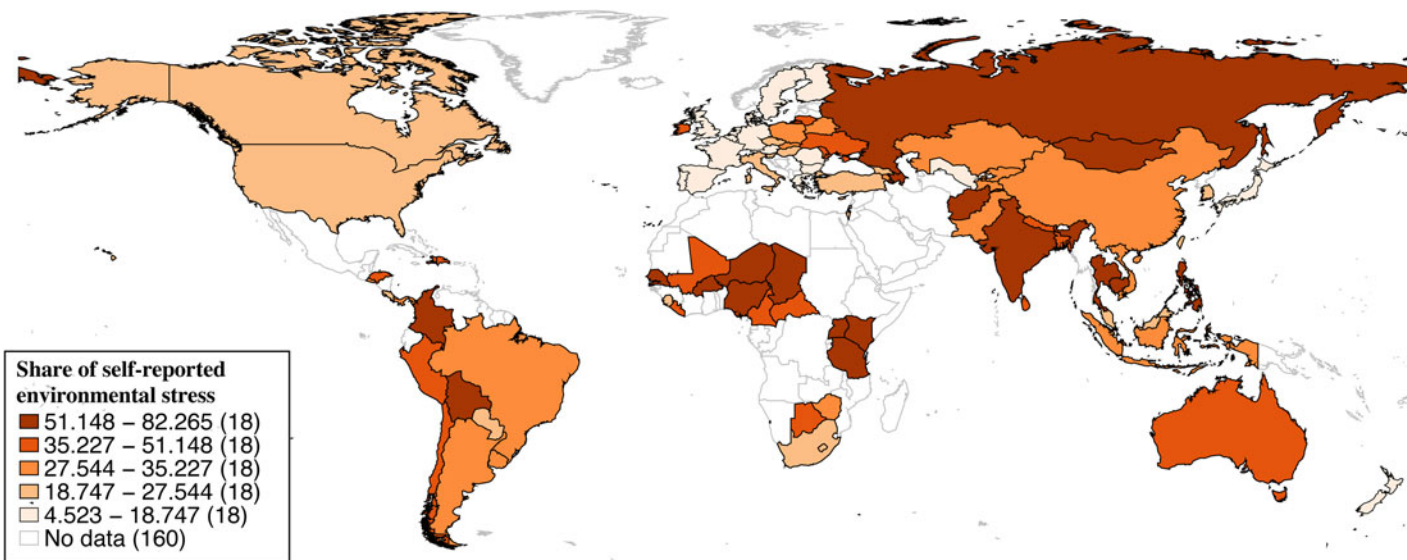 Share of self-reported
environmental stress
51.148 – 82.265 (18)
35.227 – 51.148 (18)
27.544 – 35.227 (18)
18.747 – 27.544 (18)
4.523 – 18.747 (18)
No data (160)